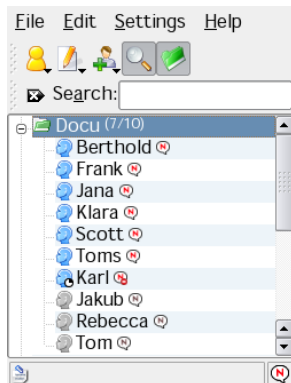 File Edit Settings Help
Search:
Docu (7/10)
Berthold
Frank
Jana
Klara
Scott
Toms
Karl
Jakub
Rebecca
Tom